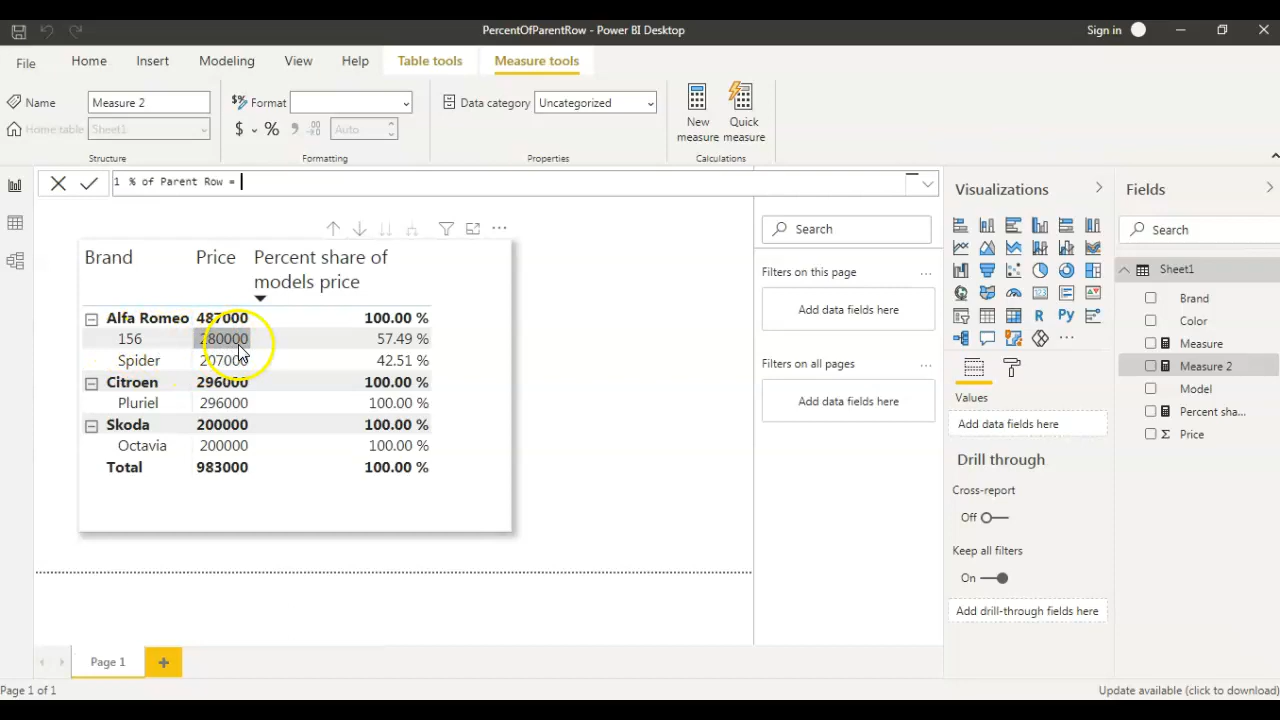 PercentOfParentRow - Power BI Desktop
Sign in
File Home Insert Modeling View Help Table tools Measure tools
Name Measure 2
Home table Sheet1
Structure
Format
$ % 9 Auto
Formatting
Data category Uncategorized
Properties
New measure
Quick measure
Calculations
1 % of Parent Row =
Brand Price Percent share of models price
Alfa Romeo 487000 100.00 %
156 280000 57.49 %
Spider 207000 42.51 %
Citroen 296000 100.00 %
Pluriel 296000 100.00 %
Skoda 200000 100.00 %
Octavia 200000 100.00 %
Total 983000 100.00 %
Search
Filters on this page ...
Add data fields here
Filters on all pages ...
Add data fields here
Visualizations
R Py
...
Values
Add data fields here
Drill through
Cross-report
Off
Keep all filters
On
Add drill-through fields here
Fields
Search
Sheet1
Brand
Color
Measure
Measure 2
Model
Percent sha...
Σ Price
Page 1
+
Page 1 of 1
Update available (click to download)